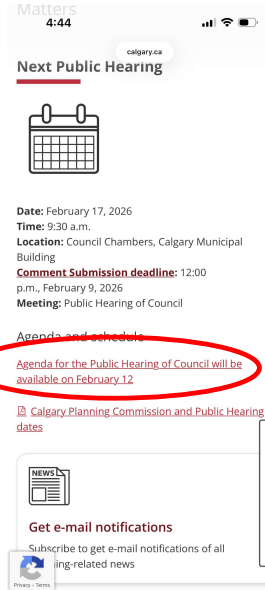 Matters
4:44
calgary.ca
Next Public Hearing
Date: February 17, 2026
Time: 9:30 a.m.
Location: Council Chambers, Calgary Municipal
Building
Comment Submission deadline: 12:00
p.m., February 9, 2026
Meeting: Public Hearing of Council
Agenda and schedule
Agenda for the Public Hearing of Council will be
available on February 12
Calgary Planning Commission and Public Hearing
dates
NEWS
Get e-mail notifications
Subscribe to get e-mail notifications of all
ning-related news
Privacy - Terms